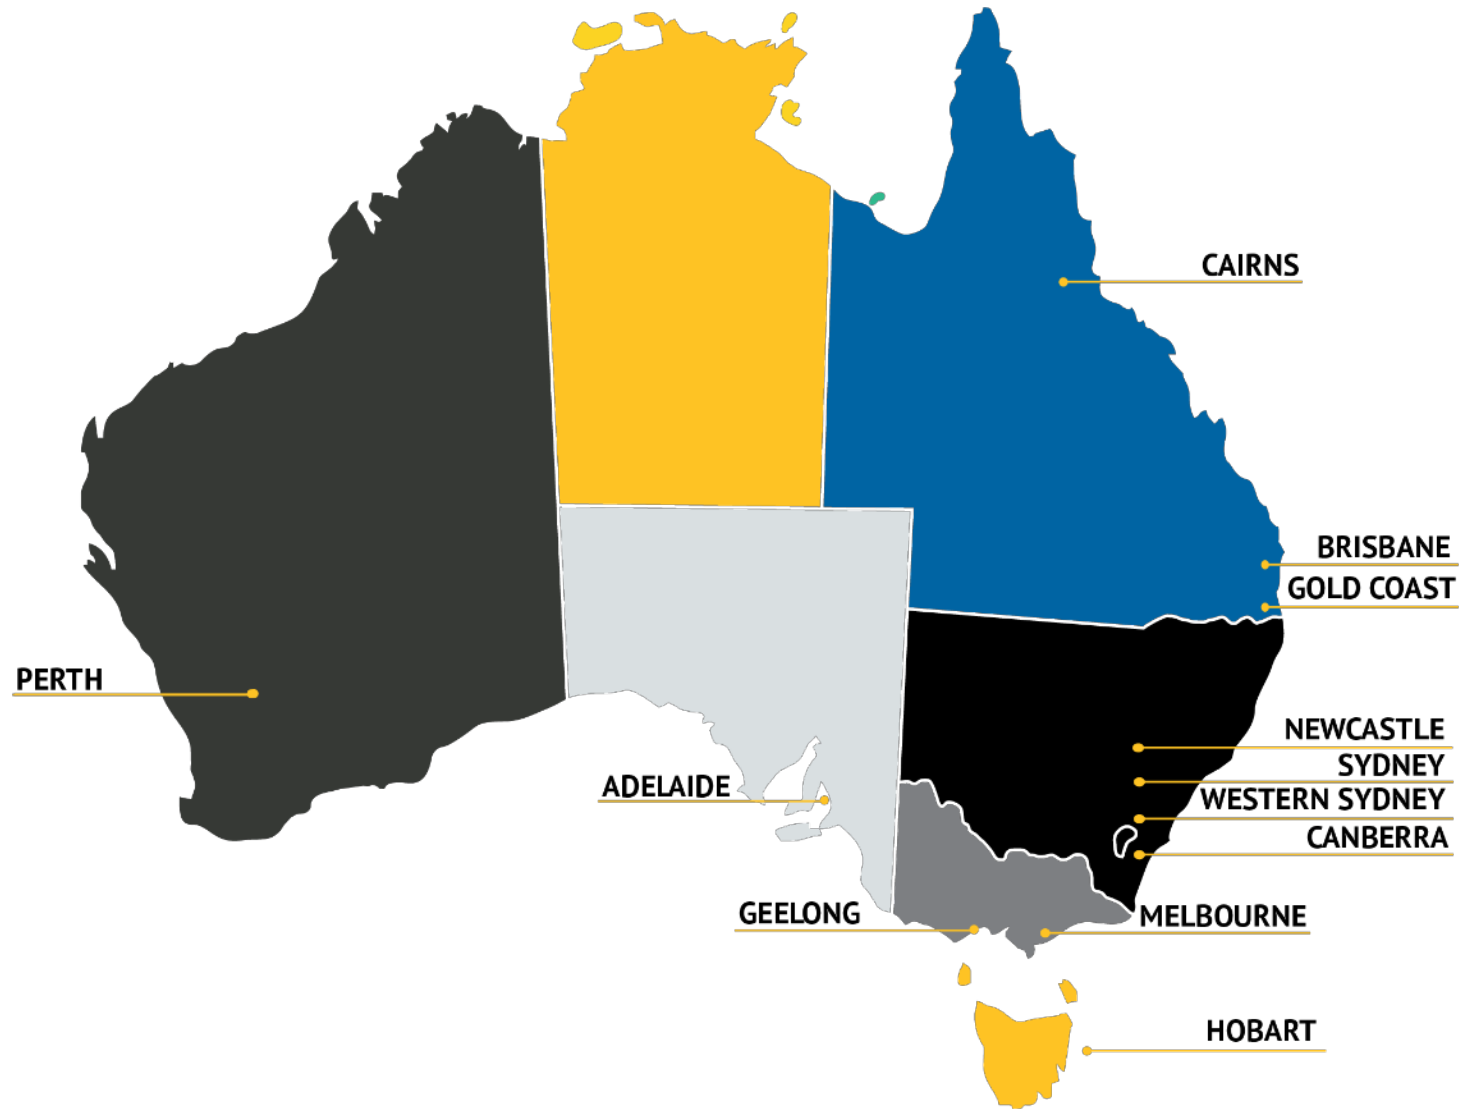 CAIRNS
BRISBANE
GOLD COAST
PERTH
NEWCASTLE
SYDNEY
ADELAIDE
WESTERN SYDNEY
CANBERRA
GEELONG
MELBOURNE
HOBART